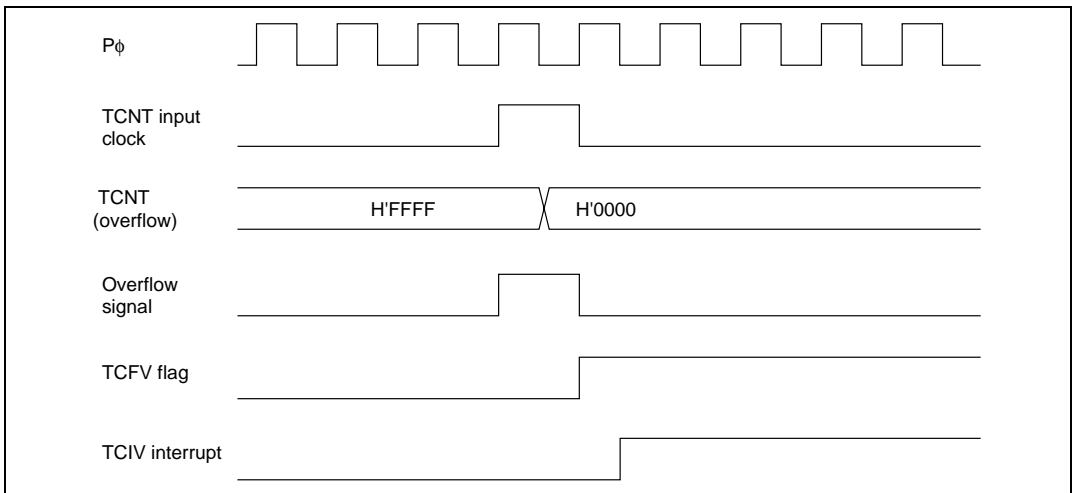 Pϕ
TCNT input
clock
TCNT
(overflow)
H'FFFF
H'0000
Overflow
signal
TCFV flag
TCIV interrupt